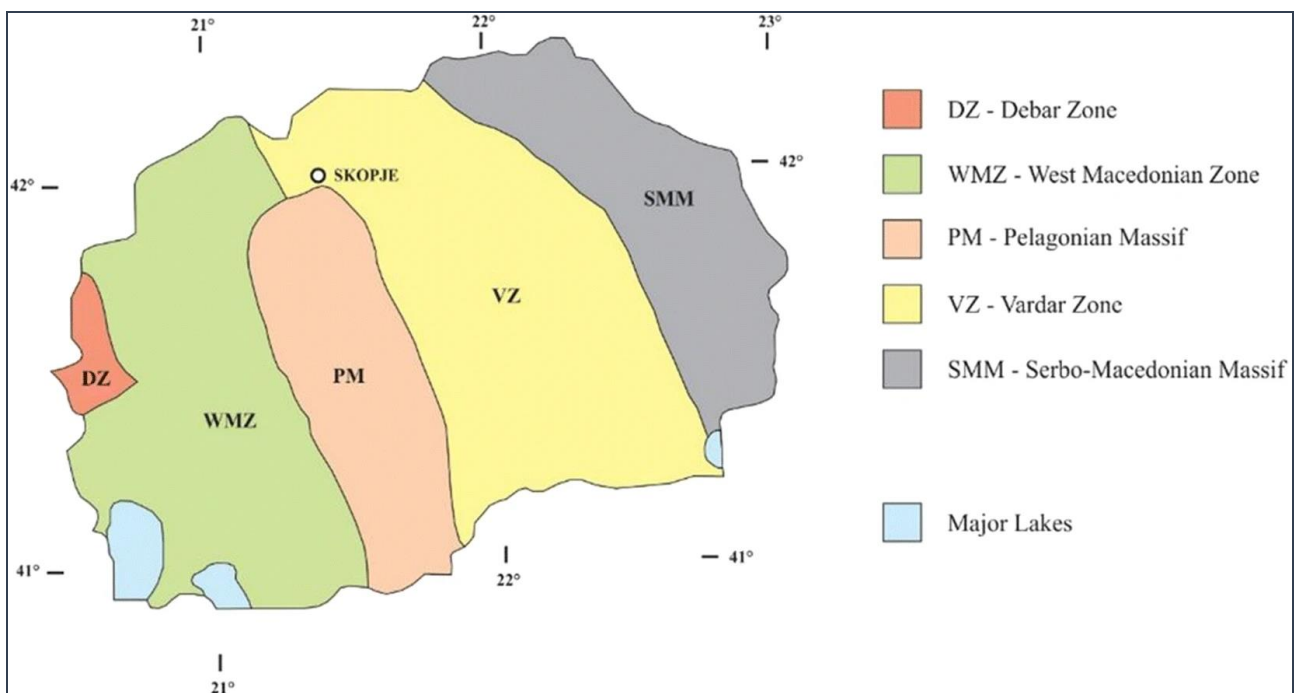 21°
22°
23°
42°
42°
SKOPJE
SMM
VZ
PM
DZ
WMZ
41°
41°
22°
21°
DZ - Debar Zone
WMZ - West Macedonian Zone
PM - Pelagonian Massif
VZ - Vardar Zone
SMM - Serbo-Macedonian Massif
Major Lakes